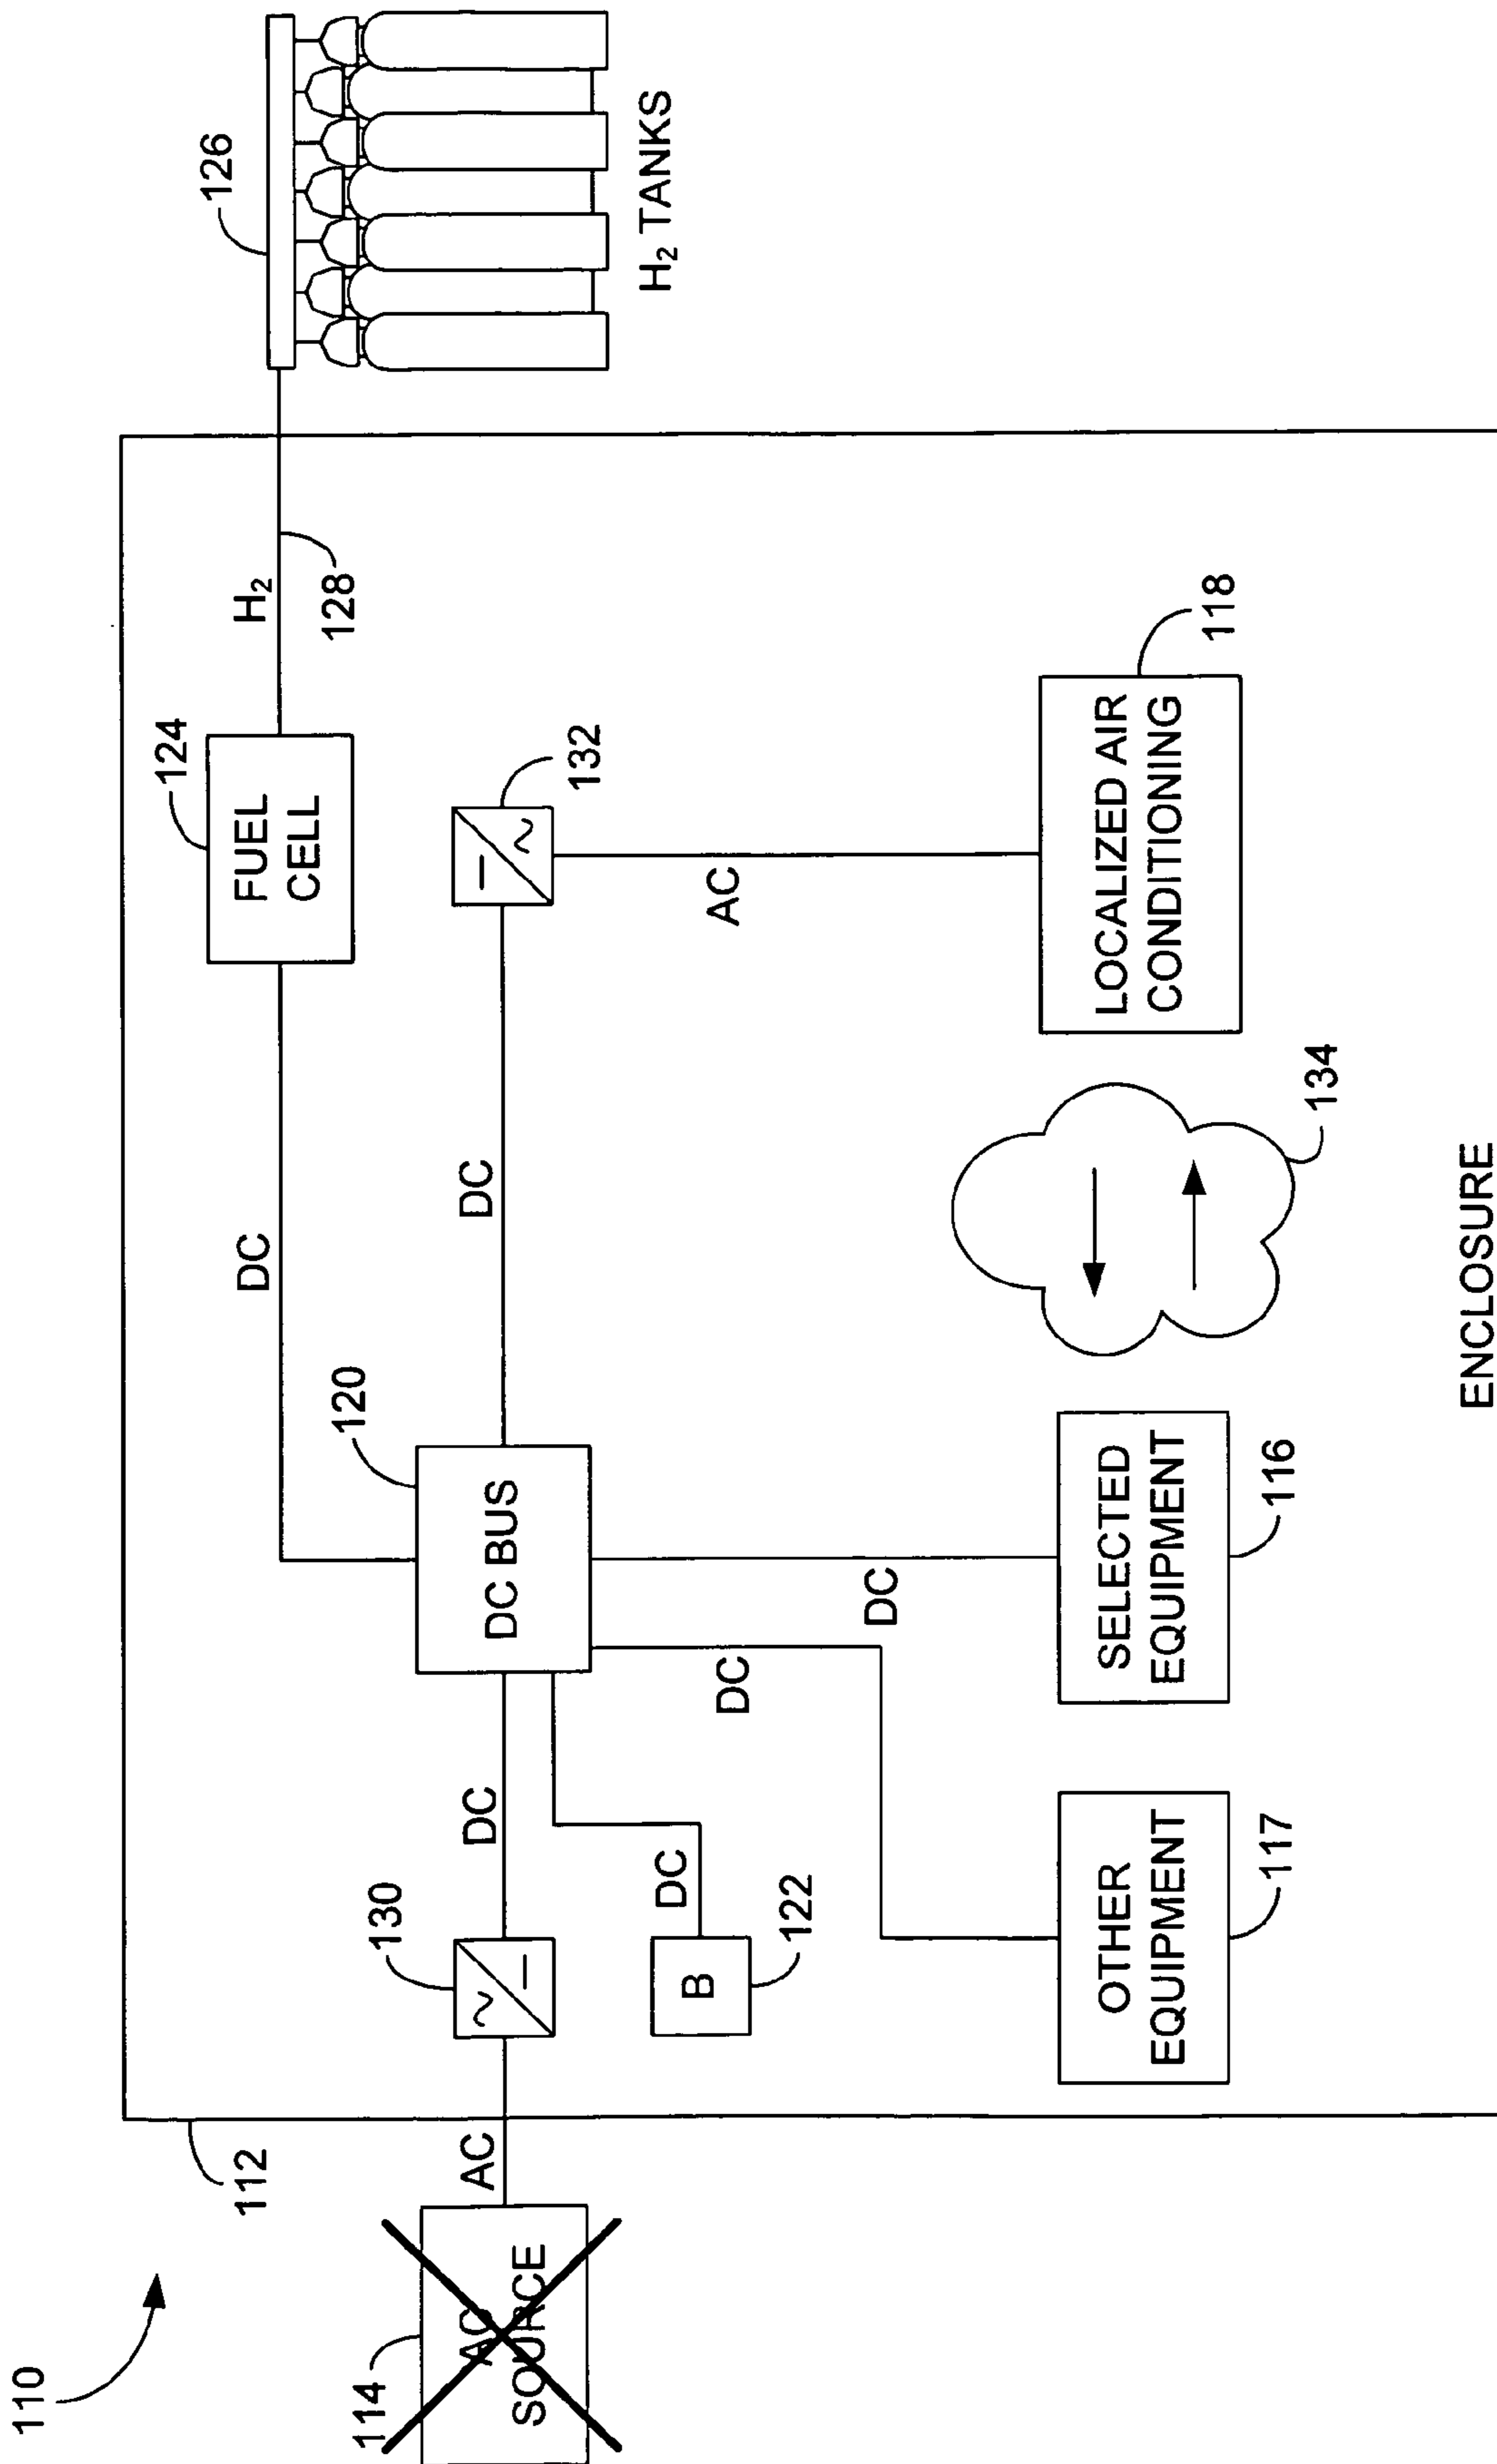 110
114
AC
SOURCE
AC
112
130
DC
B
DC
122
DC BUS
120
DC
DC
FUEL
CELL
124
H₂
128
126
H₂ TANKS
132
AC
DC
DC
OTHER
EQUIPMENT
117
SELECTED
EQUIPMENT
116
134
LOCALIZED AIR
CONDITIONING
118
ENCLOSURE